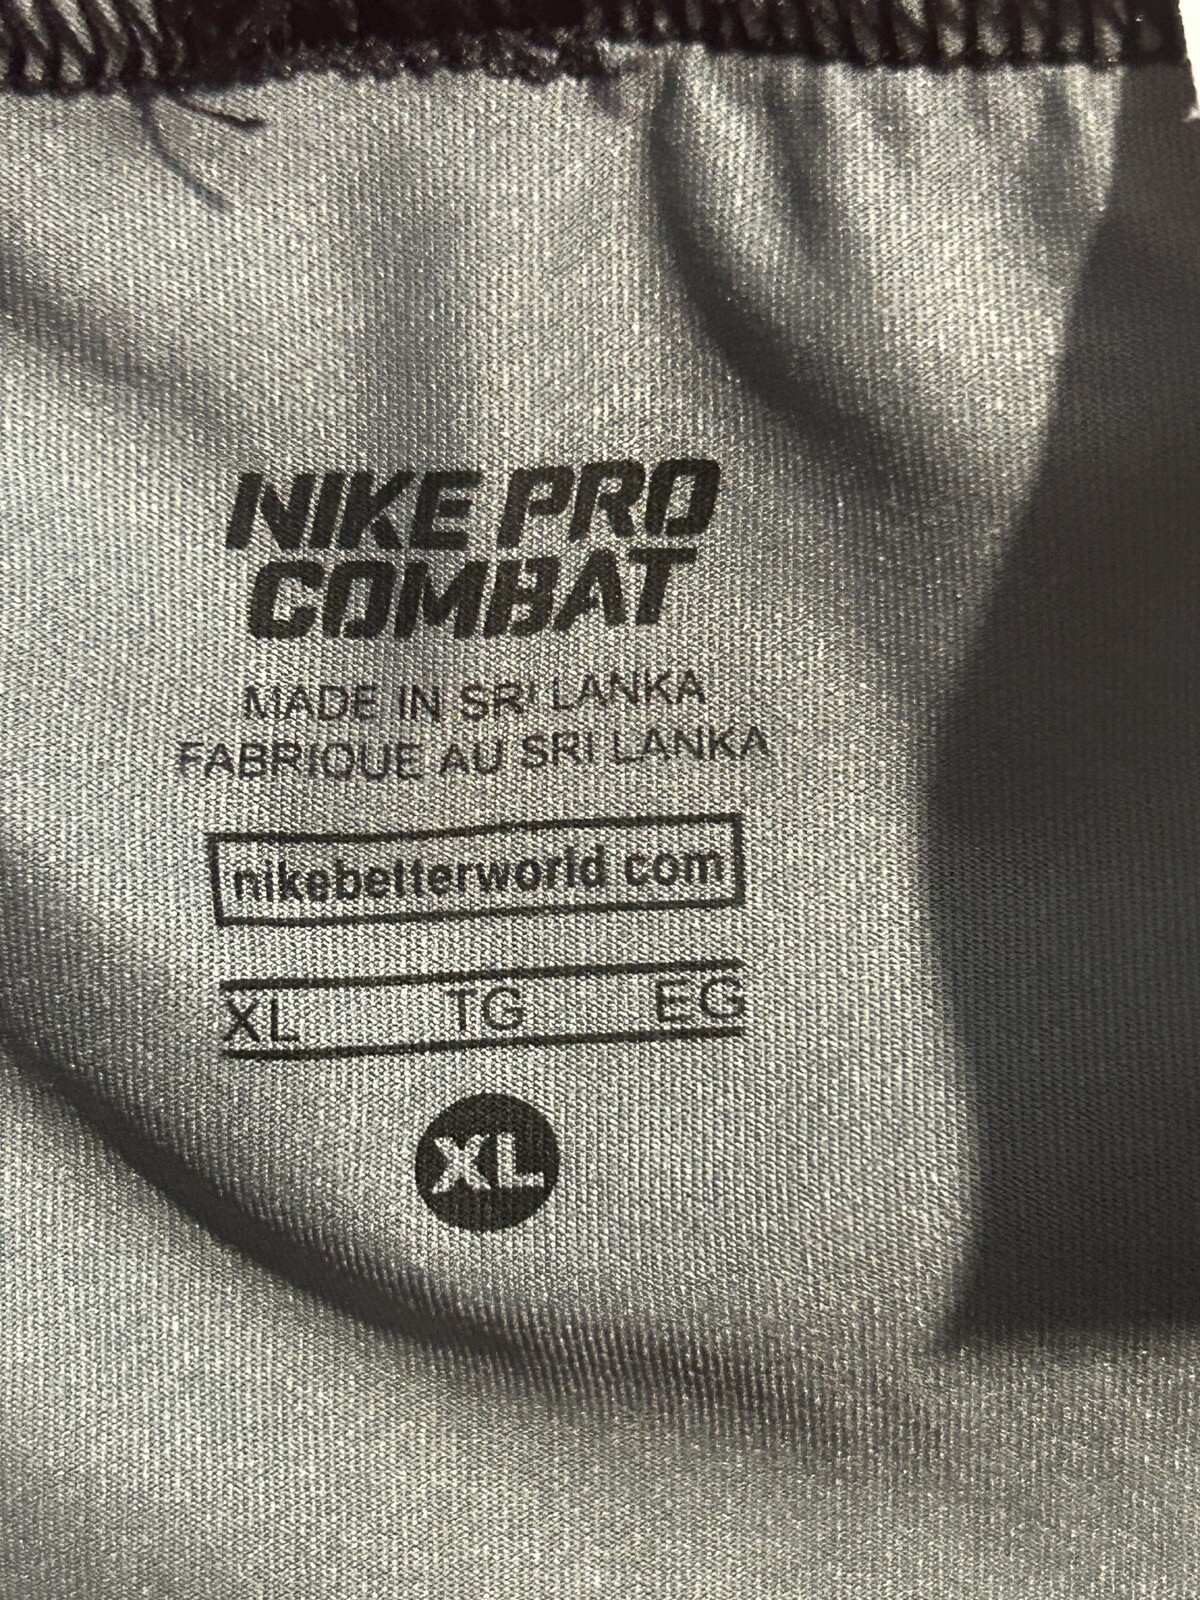 NIKE PRO
COMBAT
MADE IN SRI LANKA
FABRIQUE AU SRI LANKA
nikebetterworld.com
XL TG EG
XL